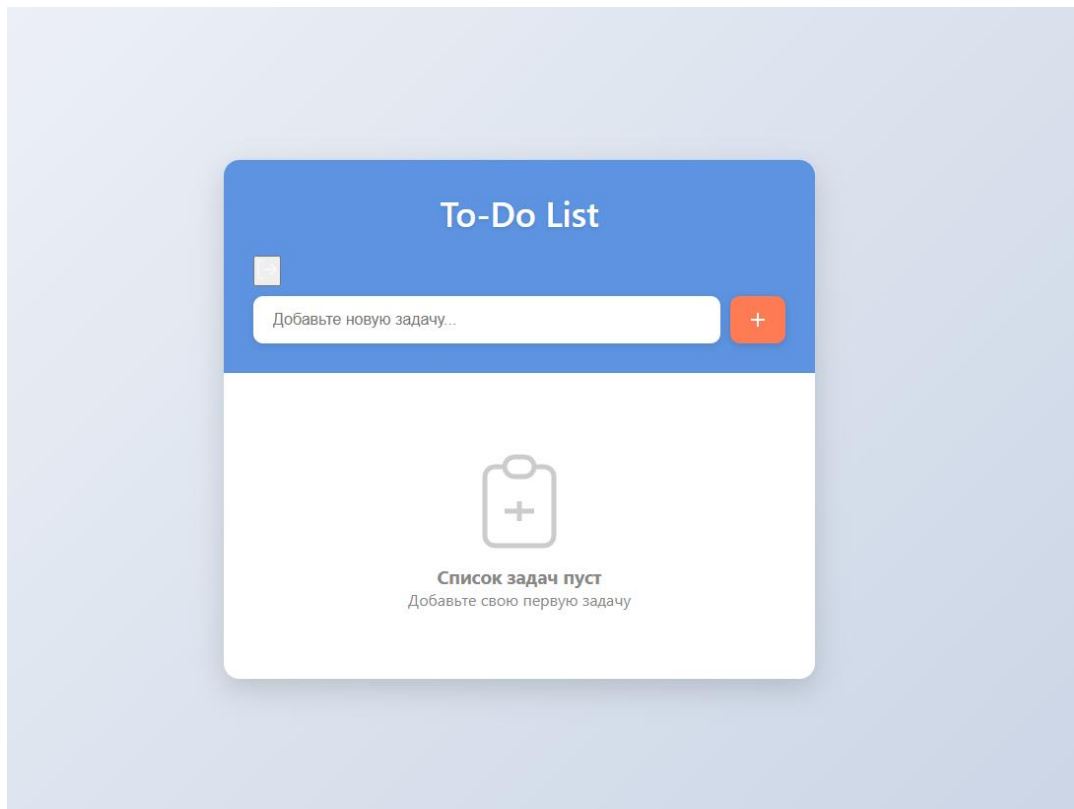 To-Do List
Добавьте новую задачу...
+
Список задач пуст
Добавьте свою первую задачу